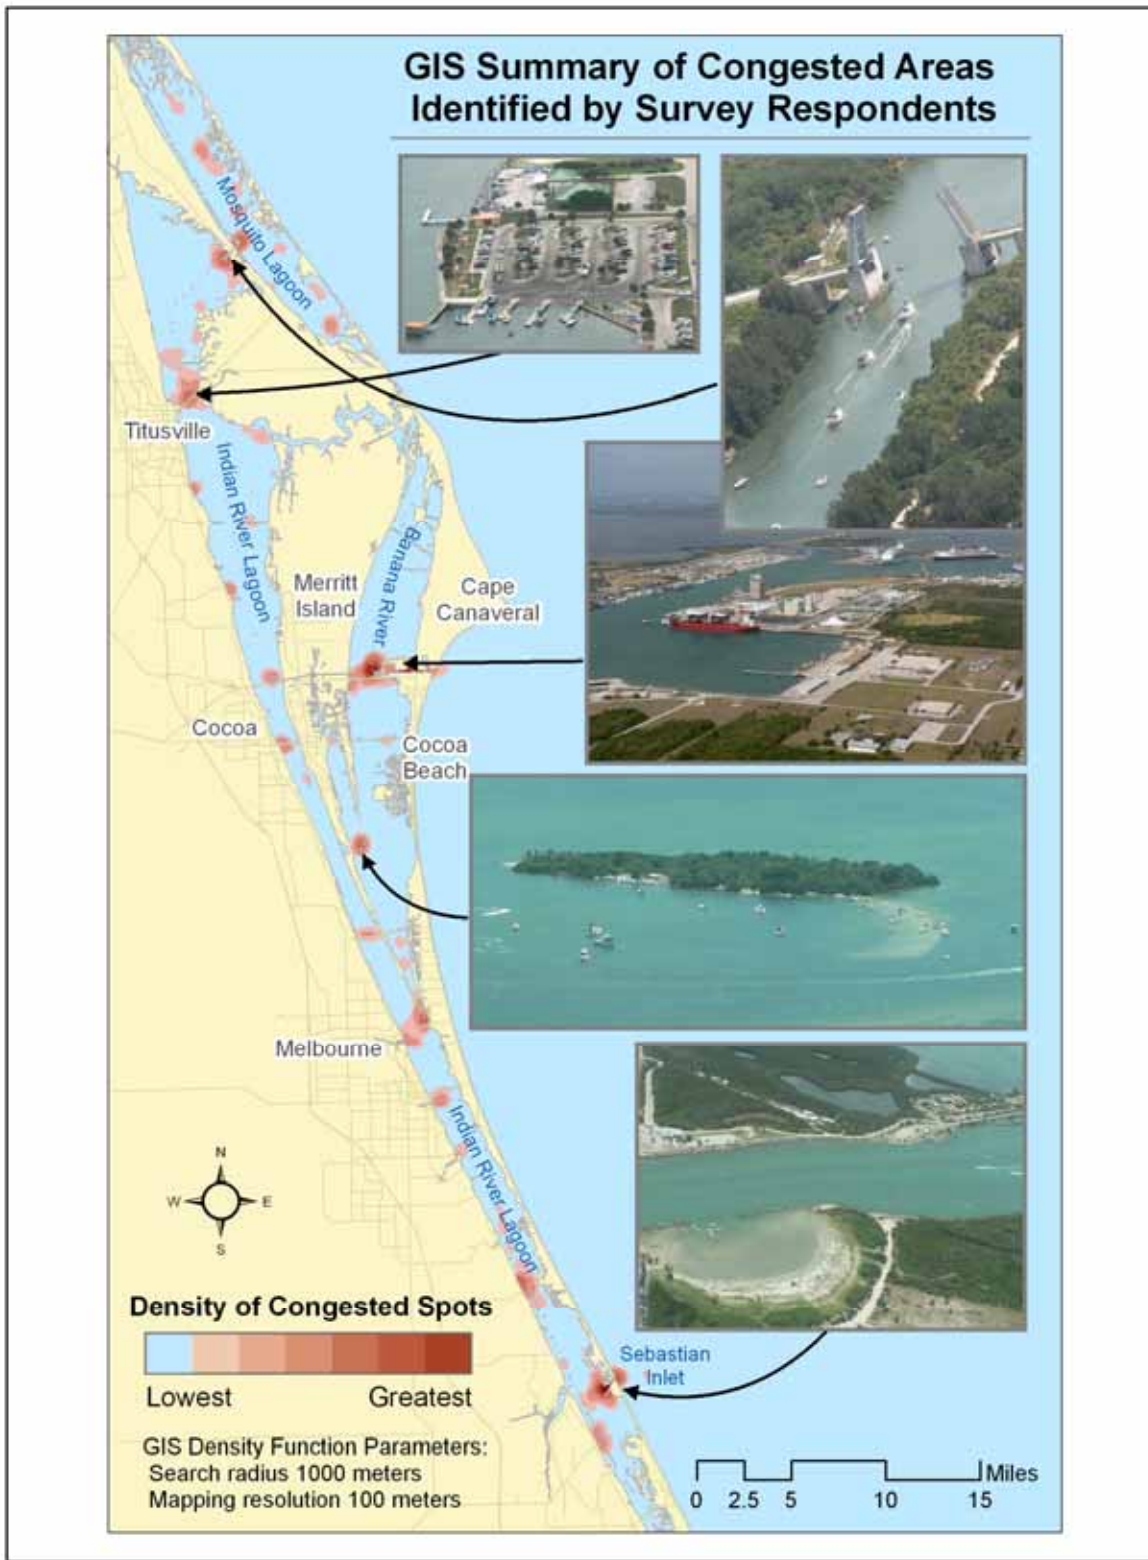 GIS Summary of Congested Areas
Identified by Survey Respondents
Mosquito Lagoon
Titusville
Indian River Lagoon
Banana River
Merritt
Island
Cape
Canaveral
Cocoa
Cocoa
Beach
Melbourne
Indian River Lagoon
N
W
E
S
Density of Congested Spots
Lowest
Greatest
Sebastian
Inlet
GIS Density Function Parameters:
Search radius 1000 meters
Mapping resolution 100 meters
Miles
0 2.5 5 10 15